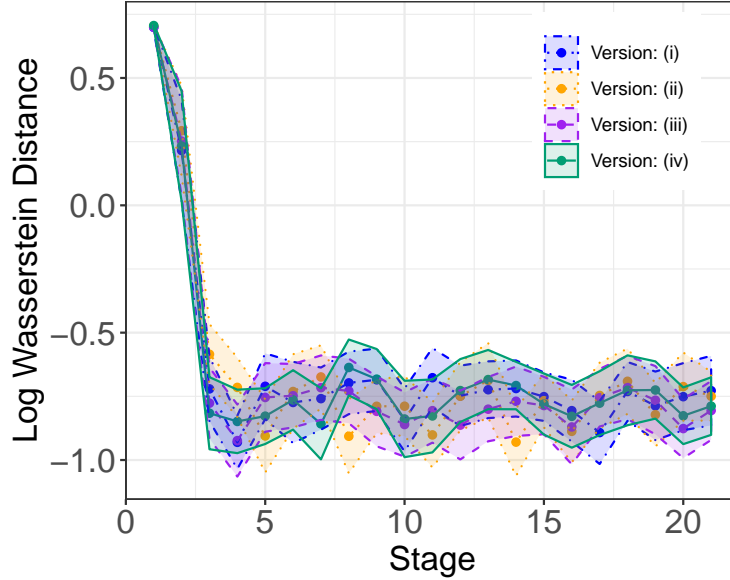 Log Wasserstein Distance
0.5
0.0
−0.5
−1.0
Version: (i)
Version: (ii)
Version: (iii)
Version: (iv)
0
5
10
15
20
Stage